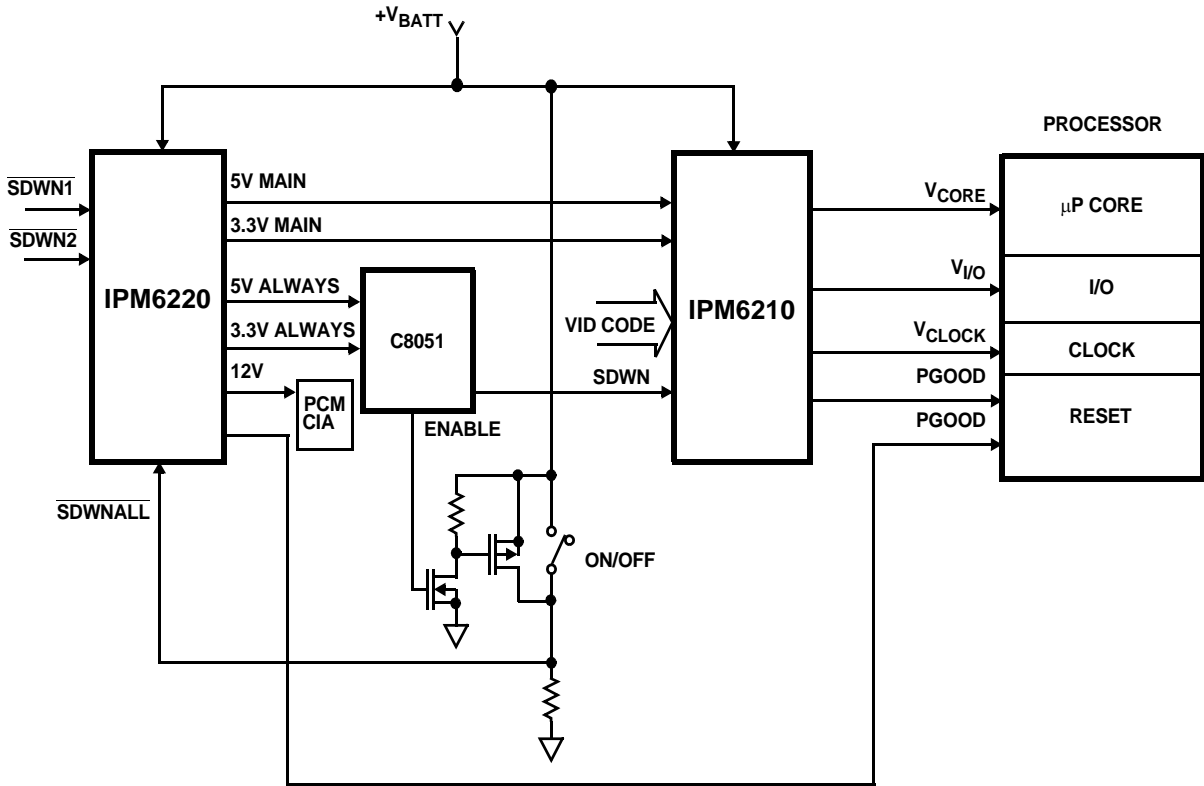 +VBATT
PROCESSOR
SDWN1
SDWN2
IPM6220
5V MAIN
3.3V MAIN
5V ALWAYS
3.3V ALWAYS
12V
PCM
CIA
C8051
ENABLE
SDWN
VID CODE
IPM6210
VCORE
VI/O
VCLOCK
PGOOD
PGOOD
μP CORE
I/O
CLOCK
RESET
SDWNALL
ON/OFF